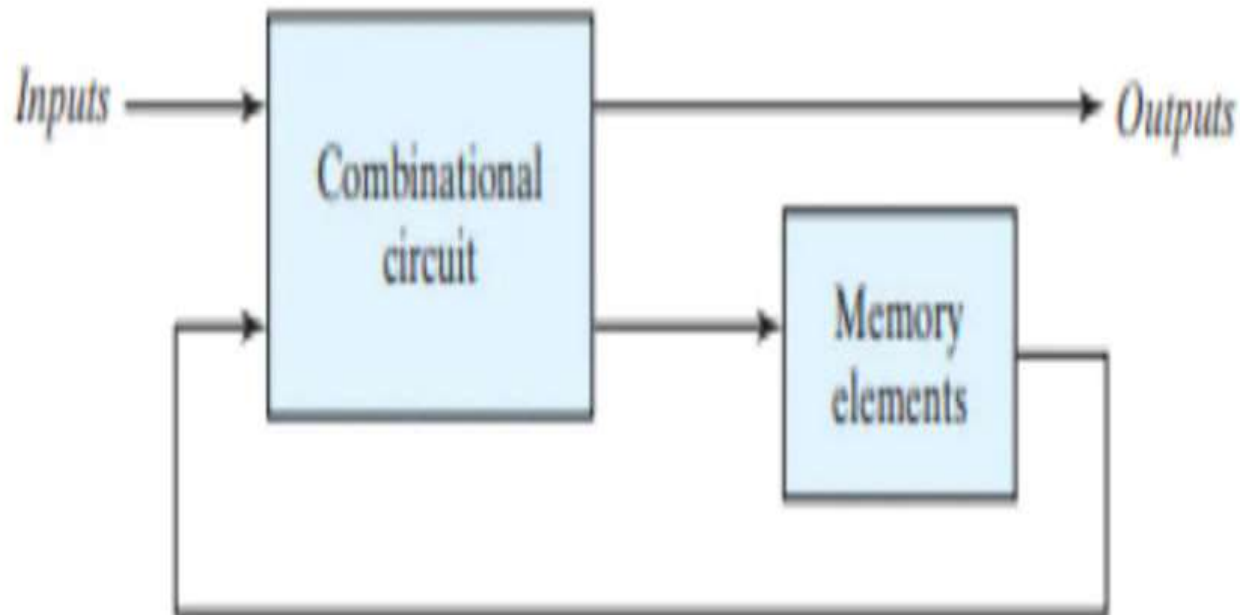 Inputs
Combinational
circuit
Outputs
Memory
elements